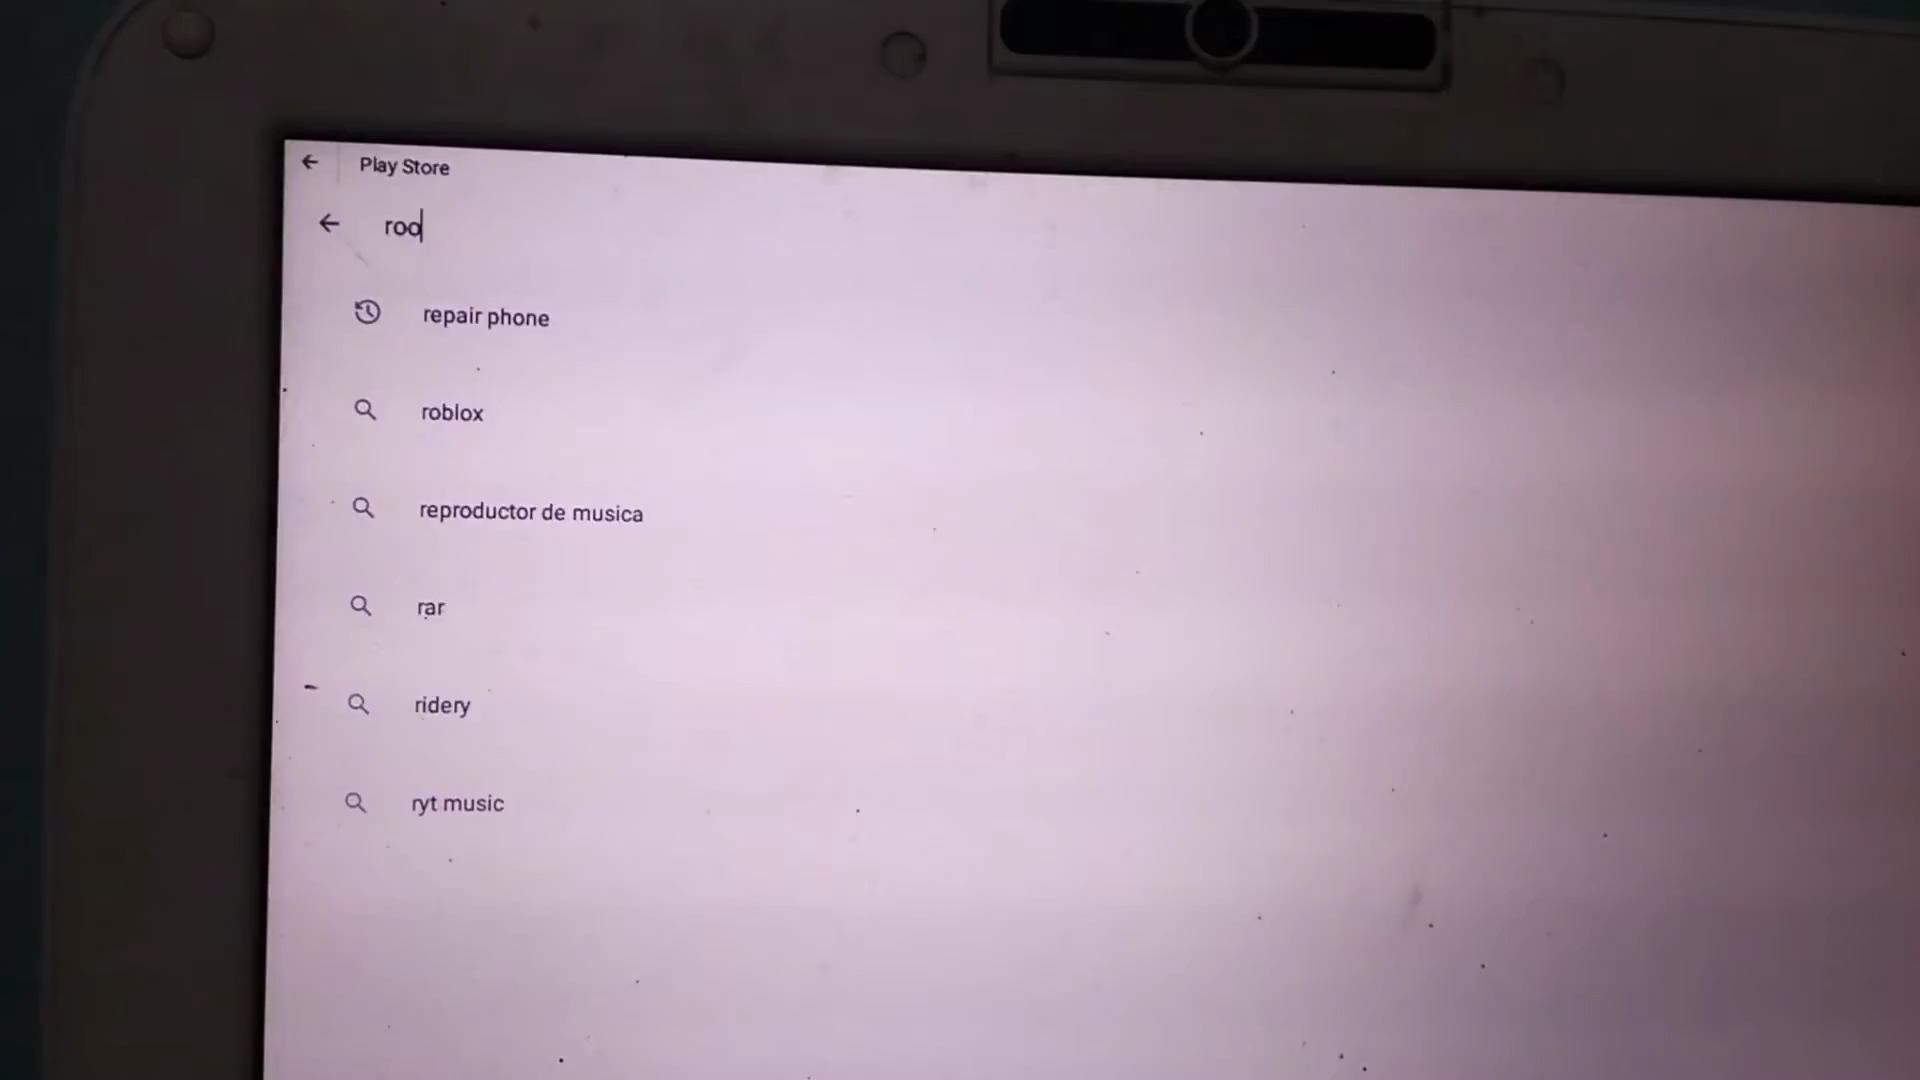 Play Store
roo
repair phone
roblox
reproductor de musica
rar
ridery
ryt music